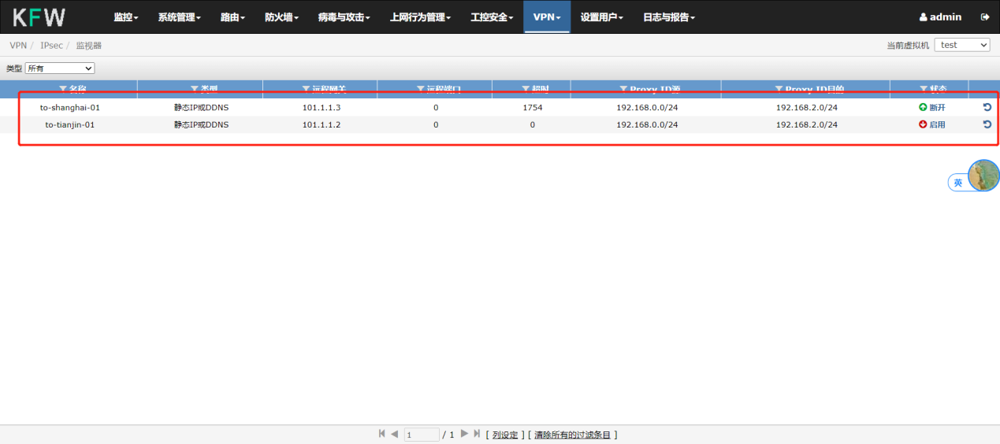 KFW 监控 系统管理 路由 防火墙 病毒与攻击 上网行为管理 工控安全 VPN 设置用户 日志与报告 admin
VPN / IPsec / 监视器 当前虚拟机 test
类型 所有
名称 类型 远程网关 远程端口 超时 Proxy ID源 Proxy ID目的 状态
to-shanghai-01 静态IP或DDNS 101.1.1.3 0 1754 192.168.0.0/24 192.168.2.0/24 断开
to-tianjin-01 静态IP或DDNS 101.1.1.2 0 0 192.168.0.0/24 192.168.2.0/24 启用
英
1 / 1 [ 列设定 ] [ 清除所有的过滤条目 ]